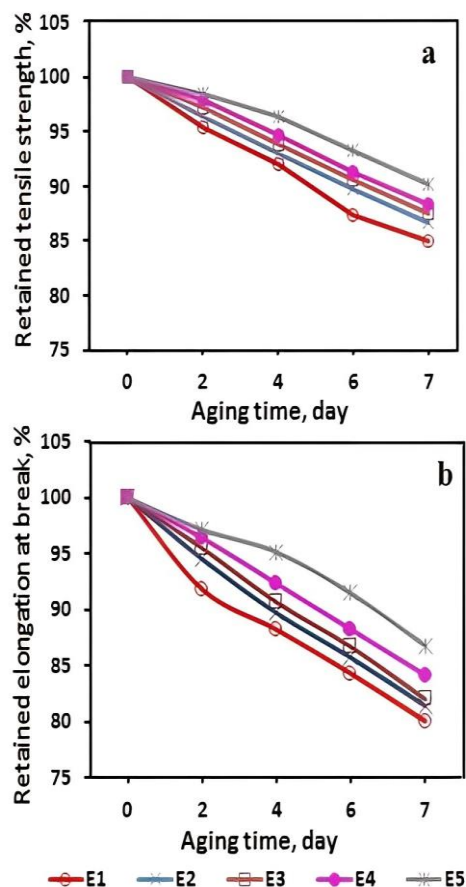 105
a
100
95
90
85
80
75
Retained tensile strength, %
0 2 4 6 7
Aging time, day
105
b
100
95
90
85
80
75
Retained elongation at break, %
0 2 4 6 7
Aging time, day
E1 E2 E3 E4 E5